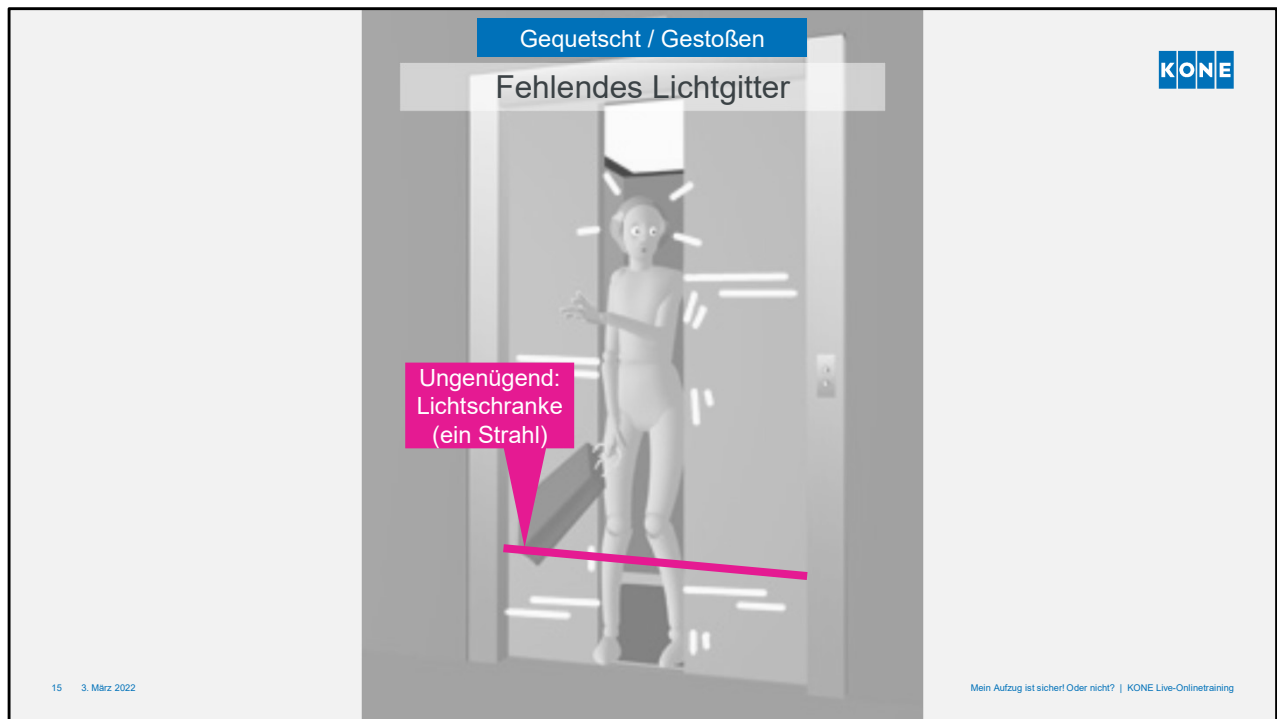 Gequetscht / Gestoßen
Fehlendes Lichtgitter
KONE
Ungenügend:
Lichtschranke
(ein Strahl)
15 3. März 2022
Mein Aufzug ist sicher! Oder nicht? | KONE Live-Onlinetraining